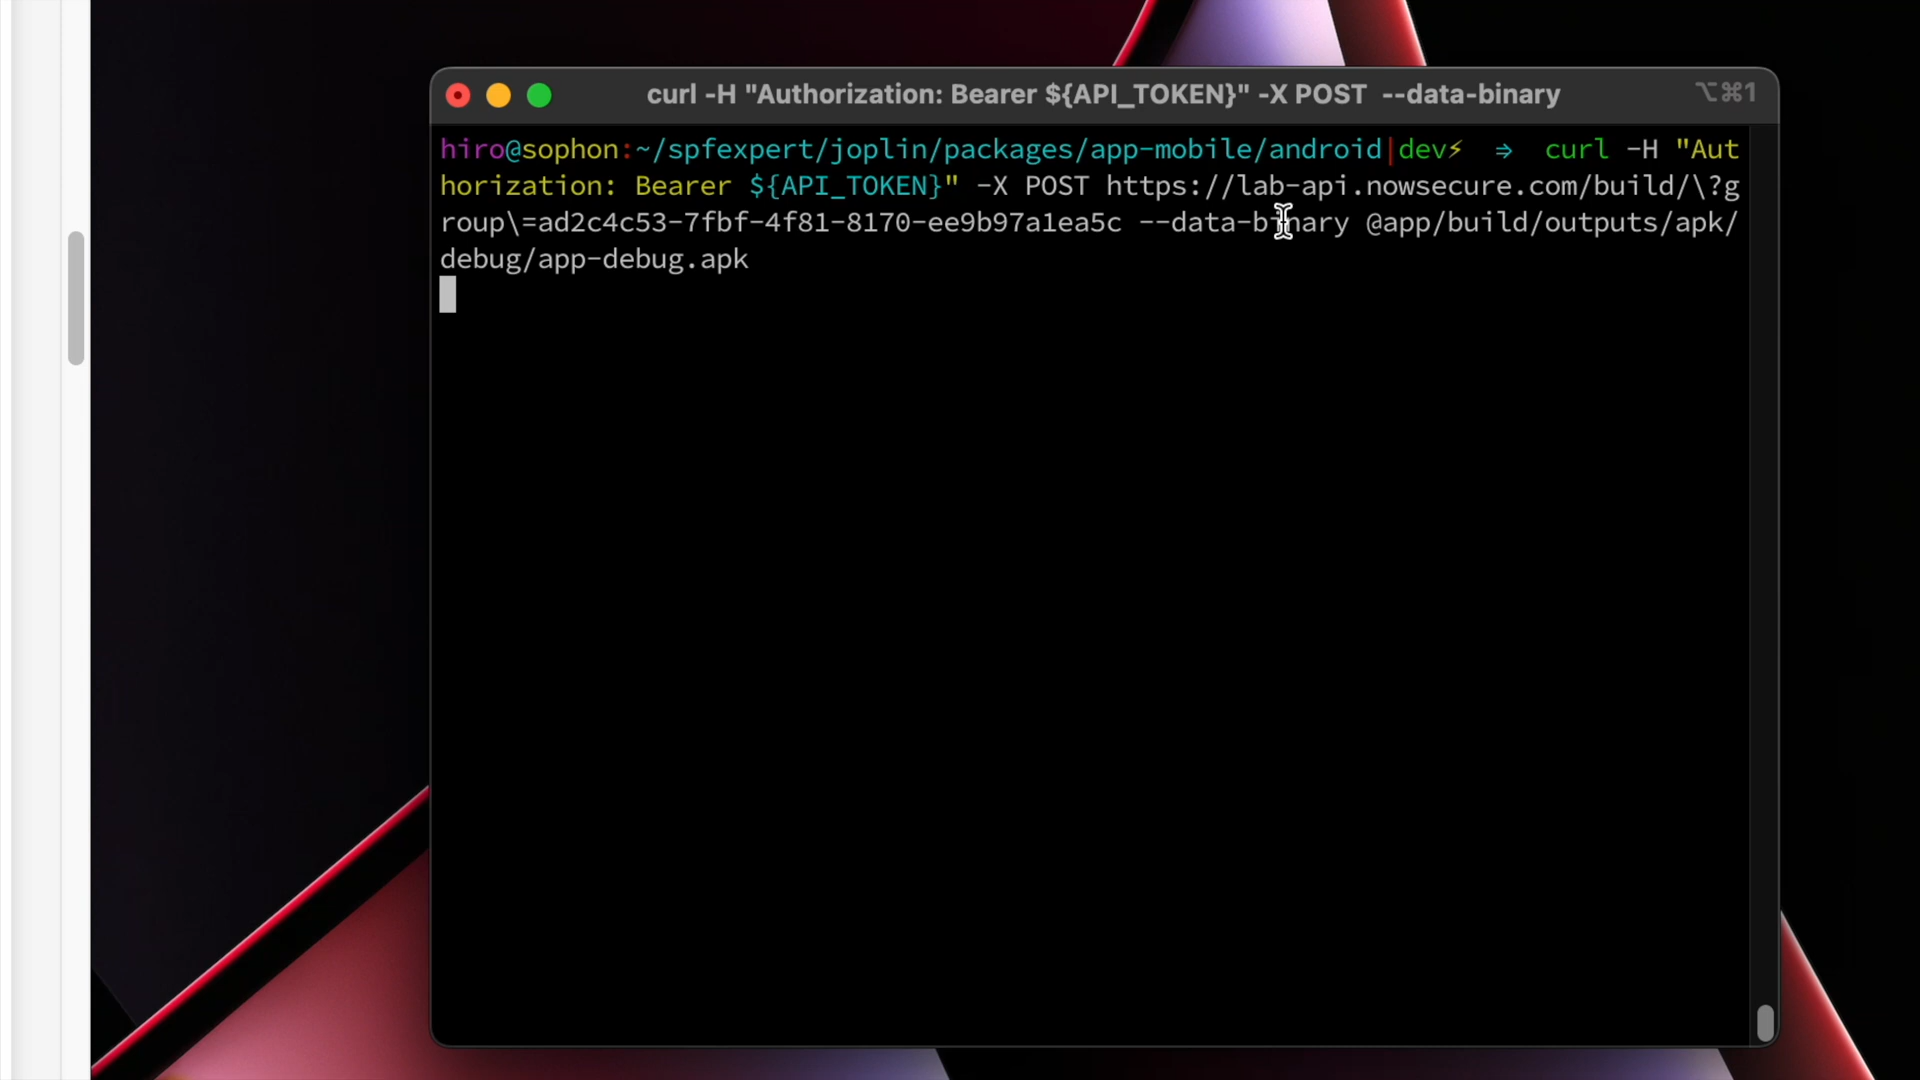 curl -H "Authorization: Bearer ${API_TOKEN}" -X POST --data-binary
⌥⌘1
hiro@sophon:~/spfexpert/joplin/packages/app-mobile/android|dev⚡ ⇒ curl -H "Aut
horization: Bearer ${API_TOKEN}" -X POST https://lab-api.nowsecure.com/build/\?g
roup\=ad2c4c53-7fbf-4f81-8170-ee9b97a1ea5c --data-binary @app/build/outputs/apk/
debug/app-debug.apk